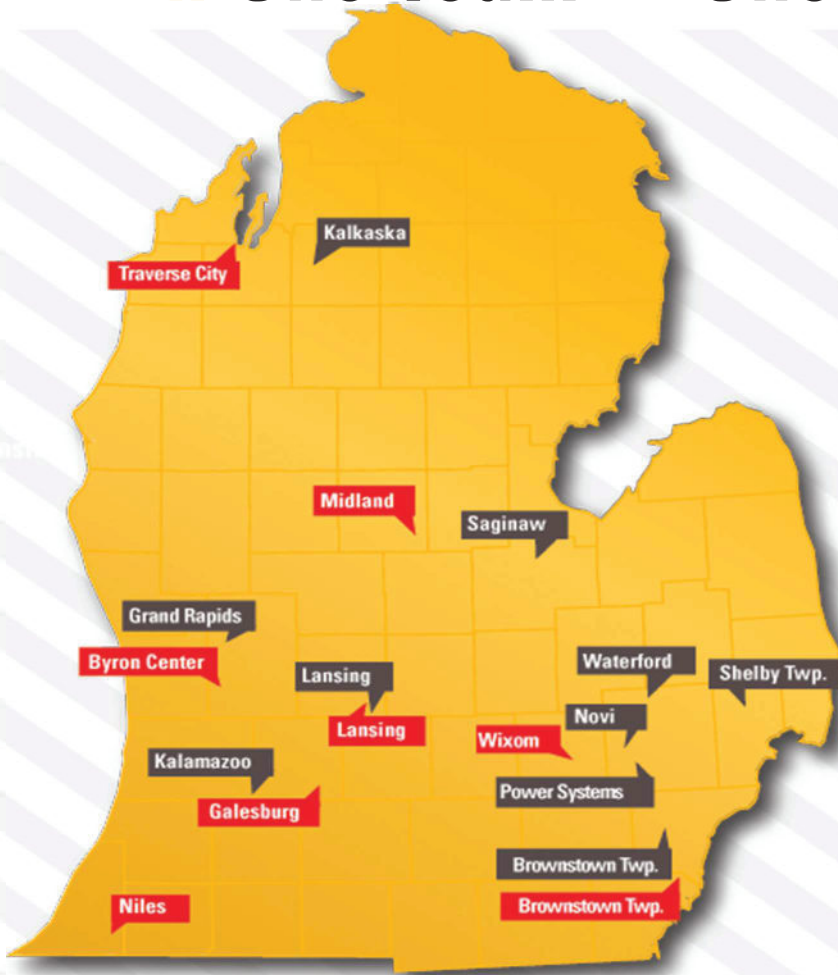 Kalkaska
Traverse City
Midland
Saginaw
Grand Rapids
Byron Center
Waterford
Shelby Twp.
Lansing
Novi
Lansing
Wixom
Kalamazoo
Power Systems
Galesburg
Brownstown Twp.
Brownstown Twp.
Niles